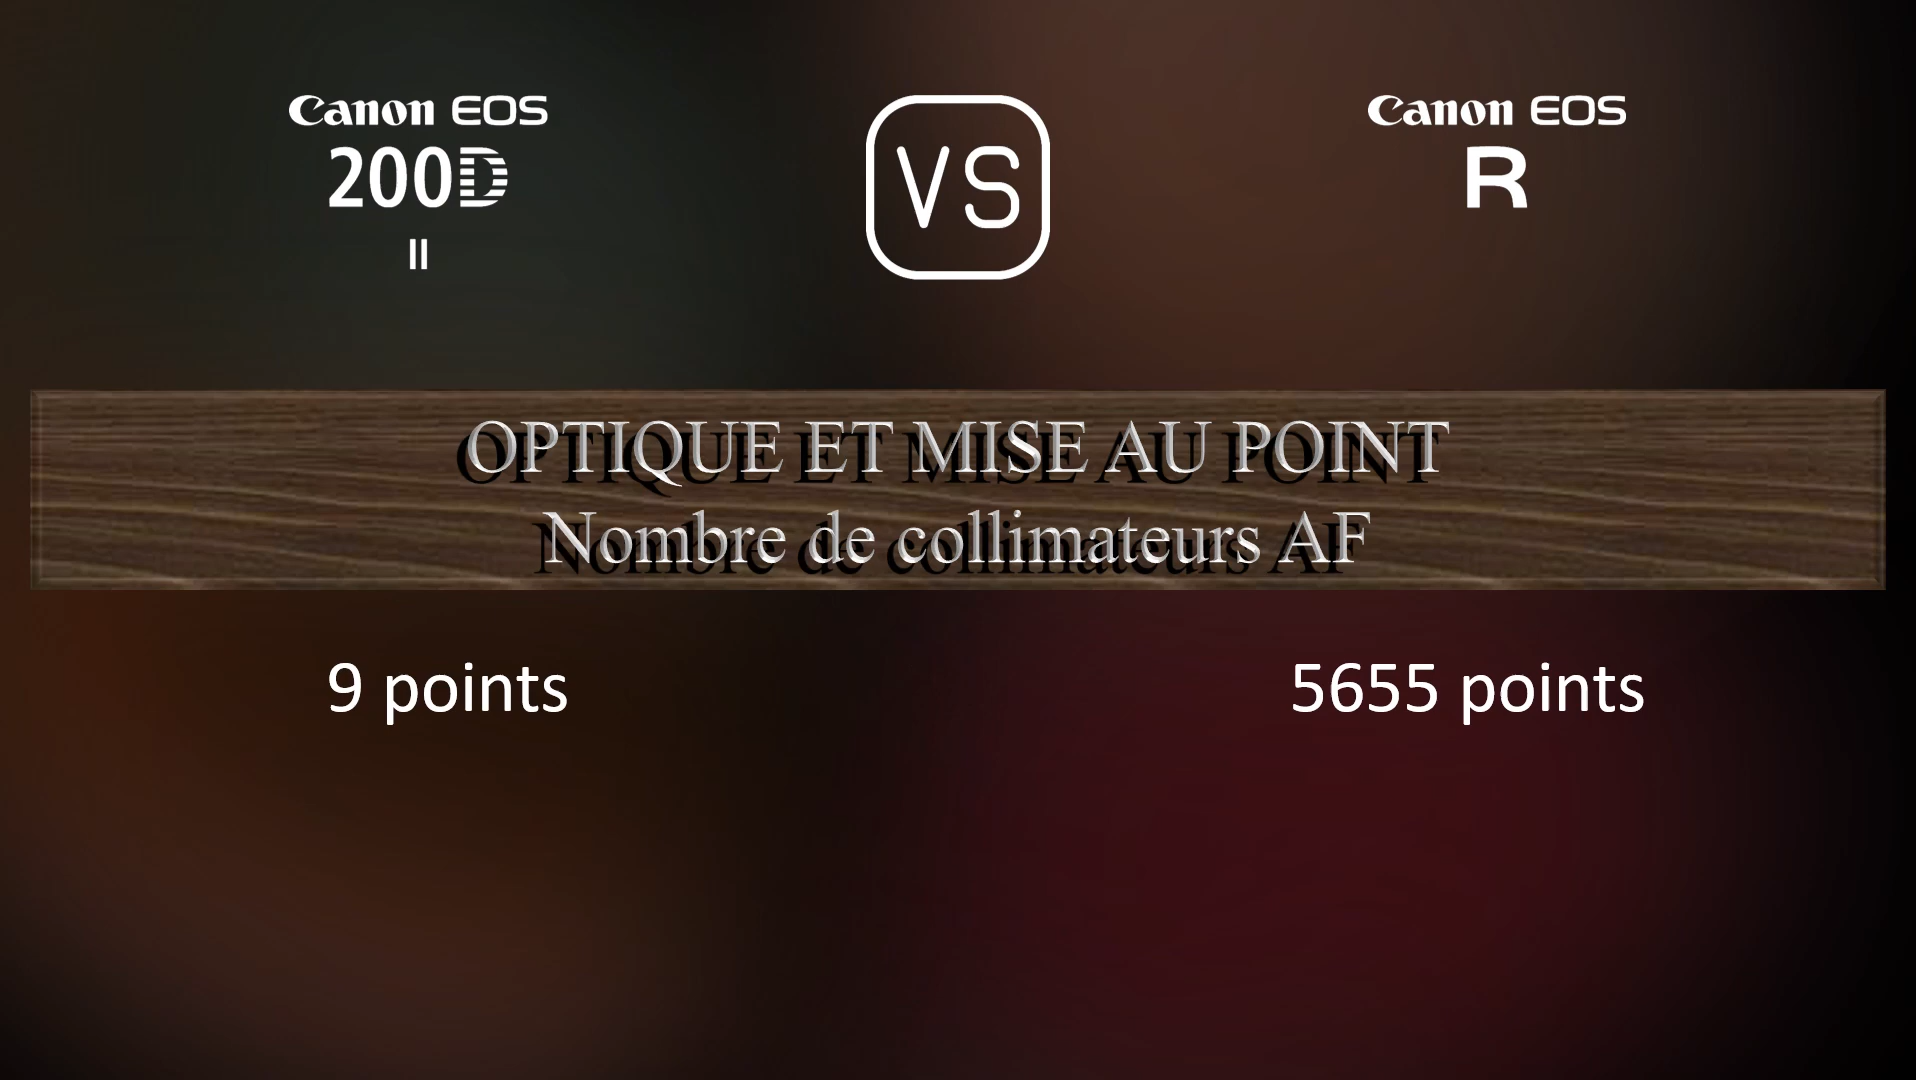 Canon EOS
200D
II
VS
Canon EOS
R
OPTIQUE ET MISE AU POINT
Nombre de collimateurs AF
9 points
5655 points